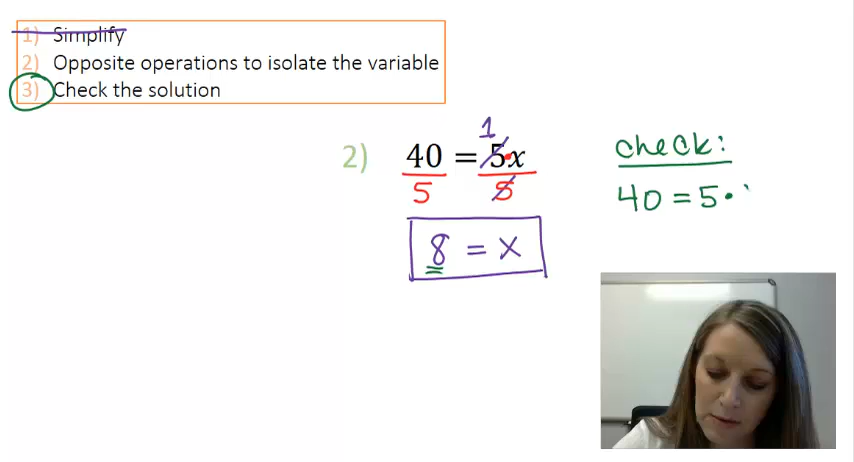 1) Simplify
2) Opposite operations to isolate the variable
3) Check the solution
1
2) 40 = 5•x
5 5
8 = x
check:
40 = 5 •